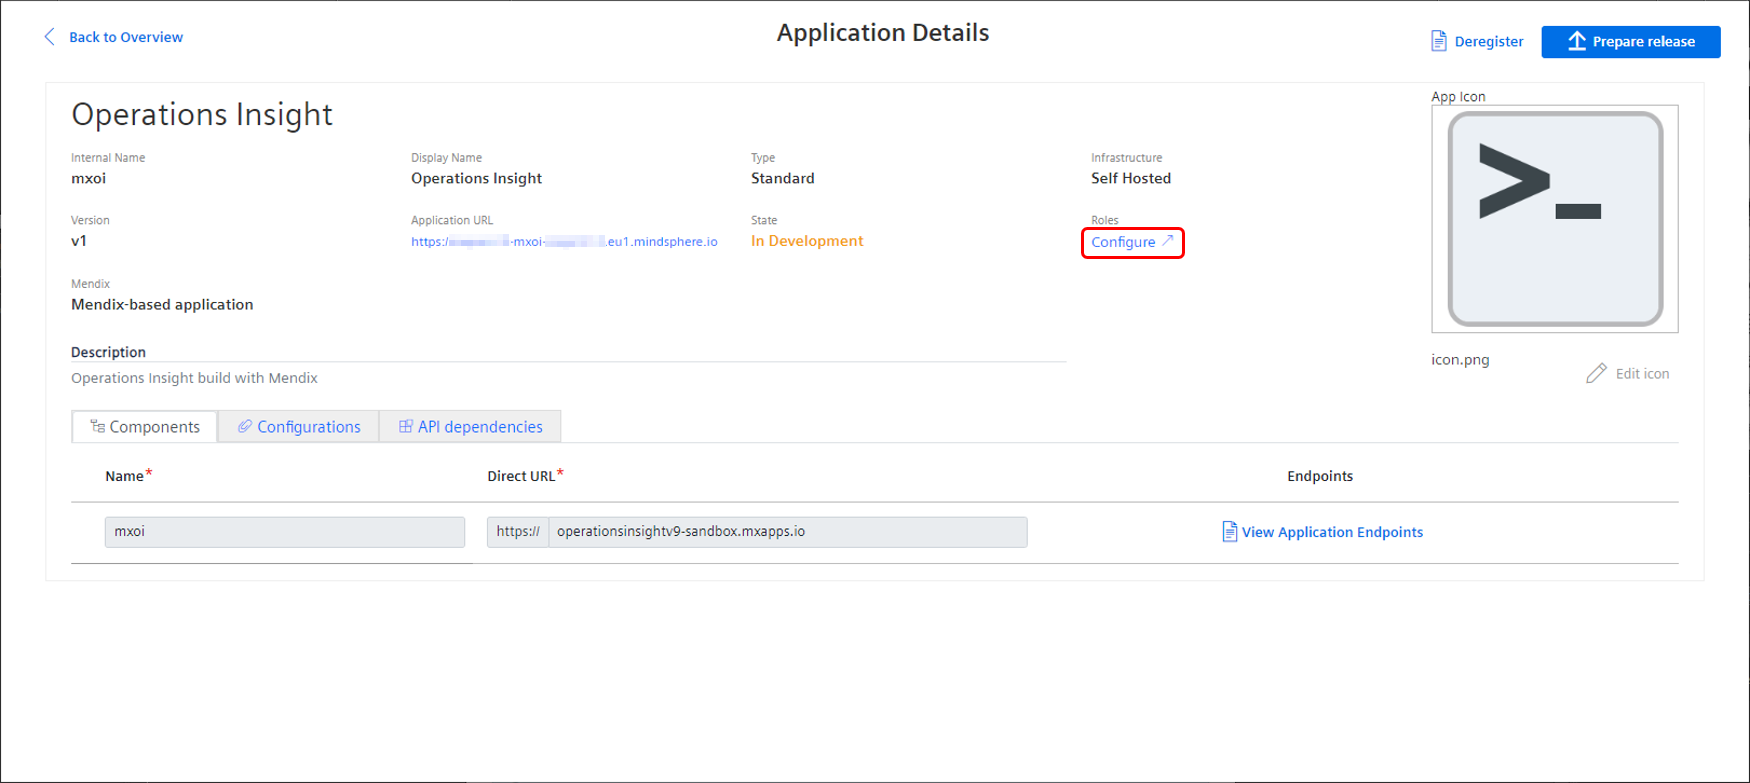 Back to Overview
Application Details
Deregister
Prepare release
Operations Insight
App Icon
Internal Name
mxoi
Display Name
Operations Insight
Type
Standard
Infrastructure
Self Hosted
Version
v1
Application URL
https:/ -mxoi- .eu1.mindsphere.io
State
In Development
Roles
Configure
Mendix
Mendix-based application
Description
Operations Insight build with Mendix
icon.png
Edit icon
Components
Configurations
API dependencies
Name*
Direct URL*
Endpoints
mxoi
https://
operationsinsightv9-sandbox.mxapps.io
View Application Endpoints